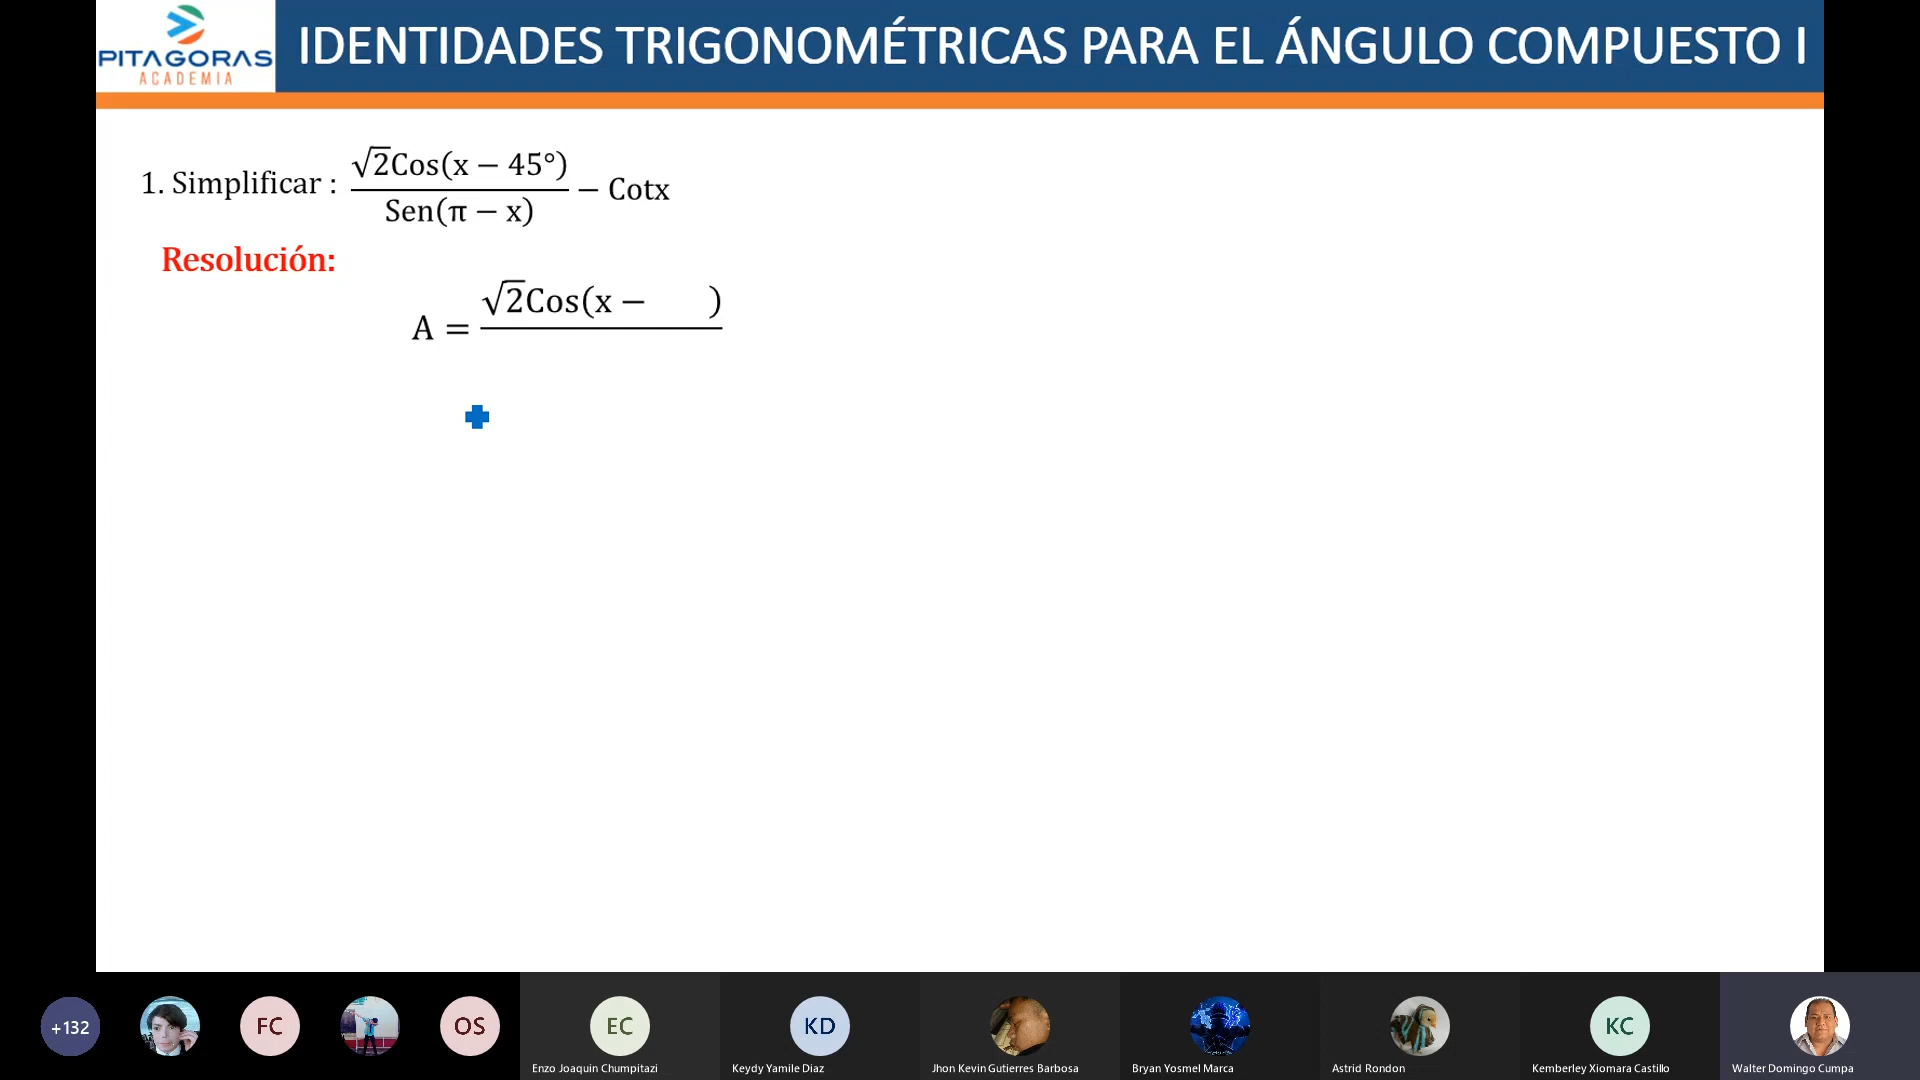 PITAGORAS
ACADEMIA
IDENTIDADES TRIGONOMÉTRICAS PARA EL ÁNGULO COMPUESTO I
1. Simplificar : √2Cos(x − 45°) / Sen(π − x) − Cotx
Resolución:
A = √2Cos(x −    )
+132
FC
OS
EC
KD
KC
Enzo Joaquin Chumpitazi
Keydy Yamile Diaz
Jhon Kevin Gutierres Barbosa
Bryan Yosmel Marca
Astrid Rondon
Kemberley Xiomara Castillo
Walter Domingo Cumpa